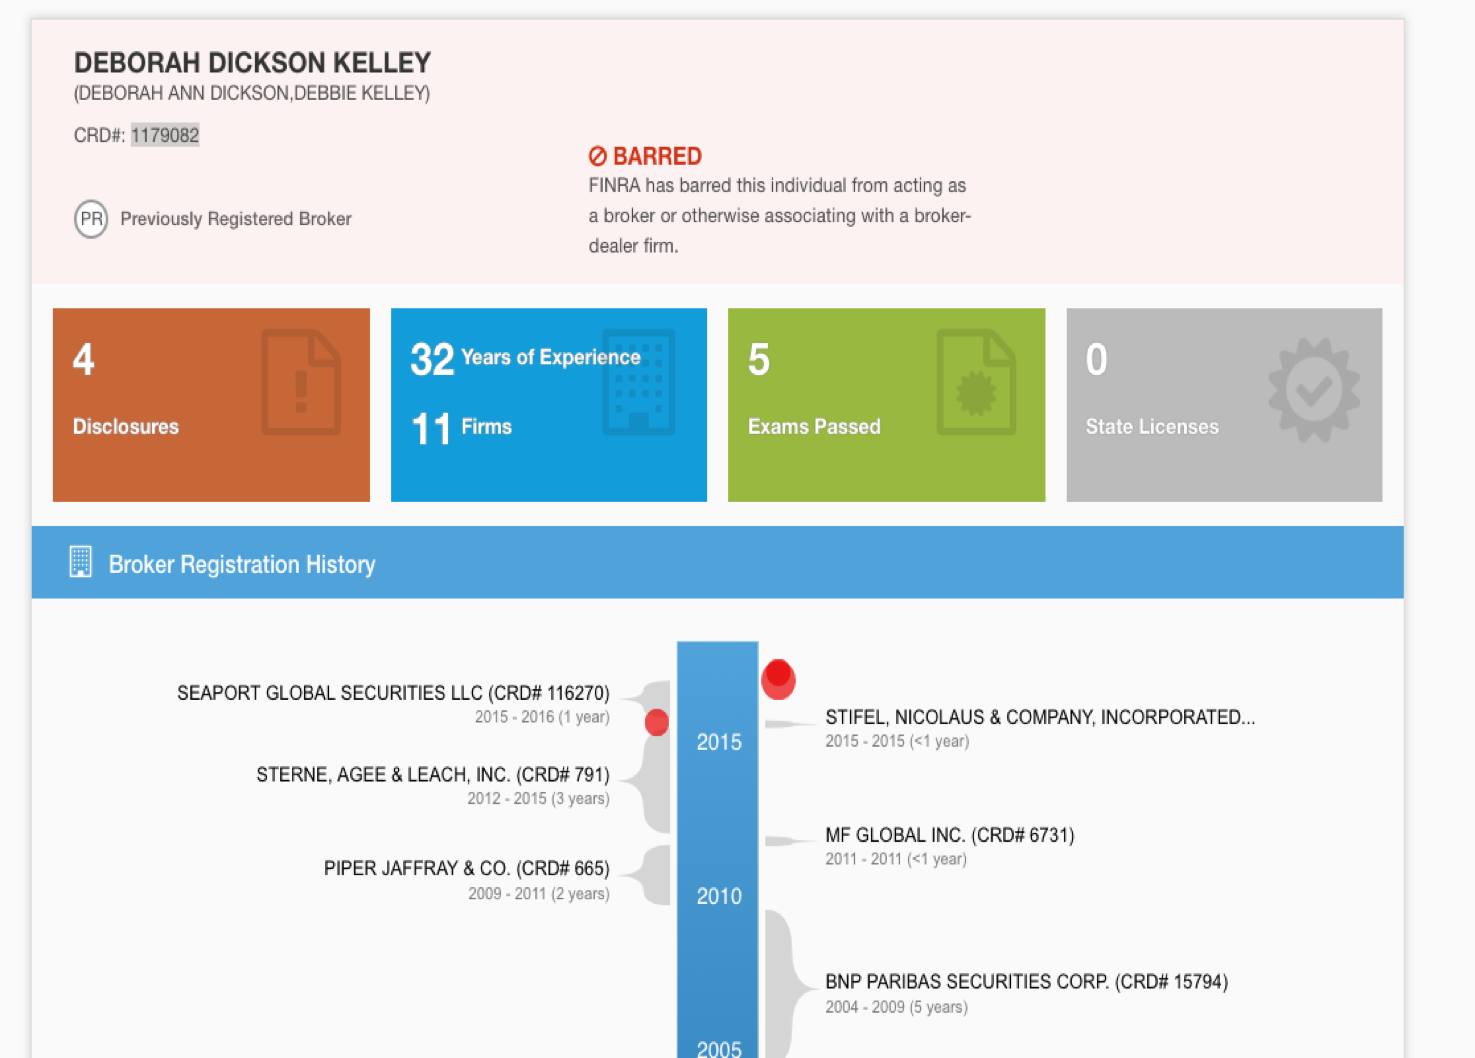 DEBORAH DICKSON KELLEY
(DEBORAH ANN DICKSON,DEBBIE KELLEY)
CRD#: 1179082
PR Previously Registered Broker
BARRED
FINRA has barred this individual from acting as
a broker or otherwise associating with a broker-
dealer firm.
4
Disclosures
32 Years of Experience
11 Firms
5
Exams Passed
0
State Licenses
Broker Registration History
SEAPORT GLOBAL SECURITIES LLC (CRD# 116270)
2015 - 2016 (1 year)
STIFEL, NICOLAUS & COMPANY, INCORPORATED...
2015 - 2015 (<1 year)
2015
STERNE, AGEE & LEACH, INC. (CRD# 791)
2012 - 2015 (3 years)
MF GLOBAL INC. (CRD# 6731)
2011 - 2011 (<1 year)
PIPER JAFFRAY & CO. (CRD# 665)
2009 - 2011 (2 years)
2010
BNP PARIBAS SECURITIES CORP. (CRD# 15794)
2004 - 2009 (5 years)
2005